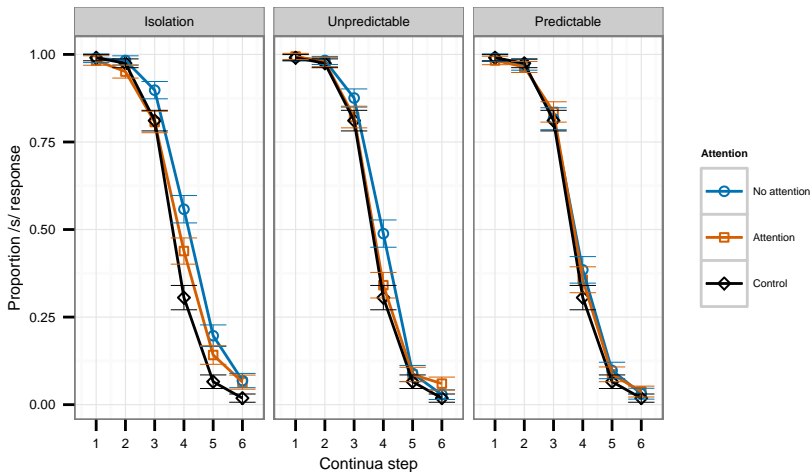 Isolation Unpredictable Predictable
Proportion /s/ response
1.00
0.75
0.50
0.25
0.00
1 2 3 4 5 6 1 2 3 4 5 6 1 2 3 4 5 6
Continua step
Attention
No attention
Attention
Control